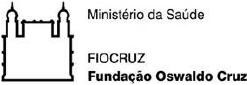 Ministério da Saúde
FIOCRUZ
Fundação Oswaldo Cruz